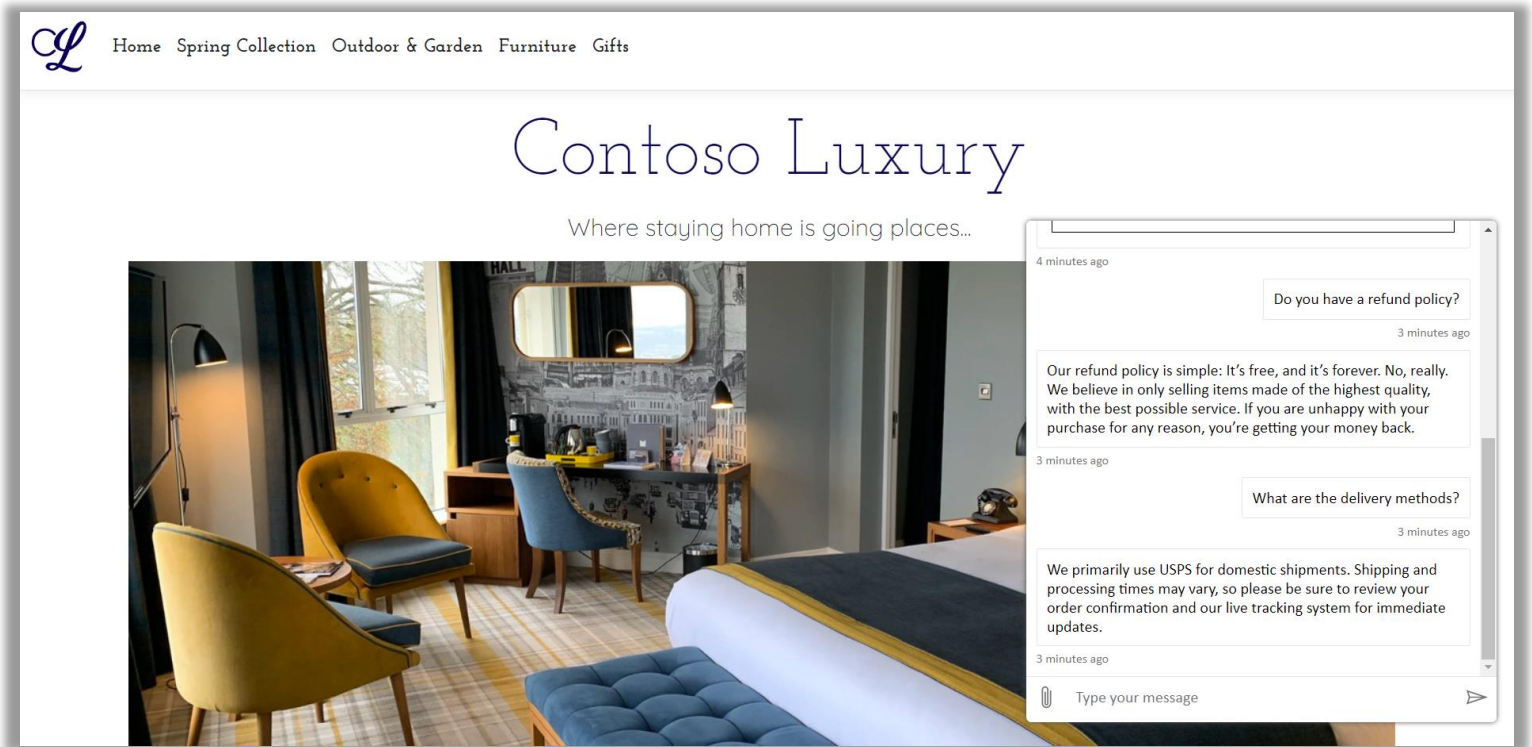 CL
Home Spring Collection Outdoor & Garden Furniture Gifts
Contoso Luxury
Where staying home is going places...
HALL
4 minutes ago
Do you have a refund policy?
3 minutes ago
Our refund policy is simple: It’s free, and it’s forever. No, really.
We believe in only selling items made of the highest quality,
with the best possible service. If you are unhappy with your
purchase for any reason, you’re getting your money back.
3 minutes ago
What are the delivery methods?
3 minutes ago
We primarily use USPS for domestic shipments. Shipping and
processing times may vary, so please be sure to review your
order confirmation and our live tracking system for immediate
updates.
3 minutes ago
Type your message